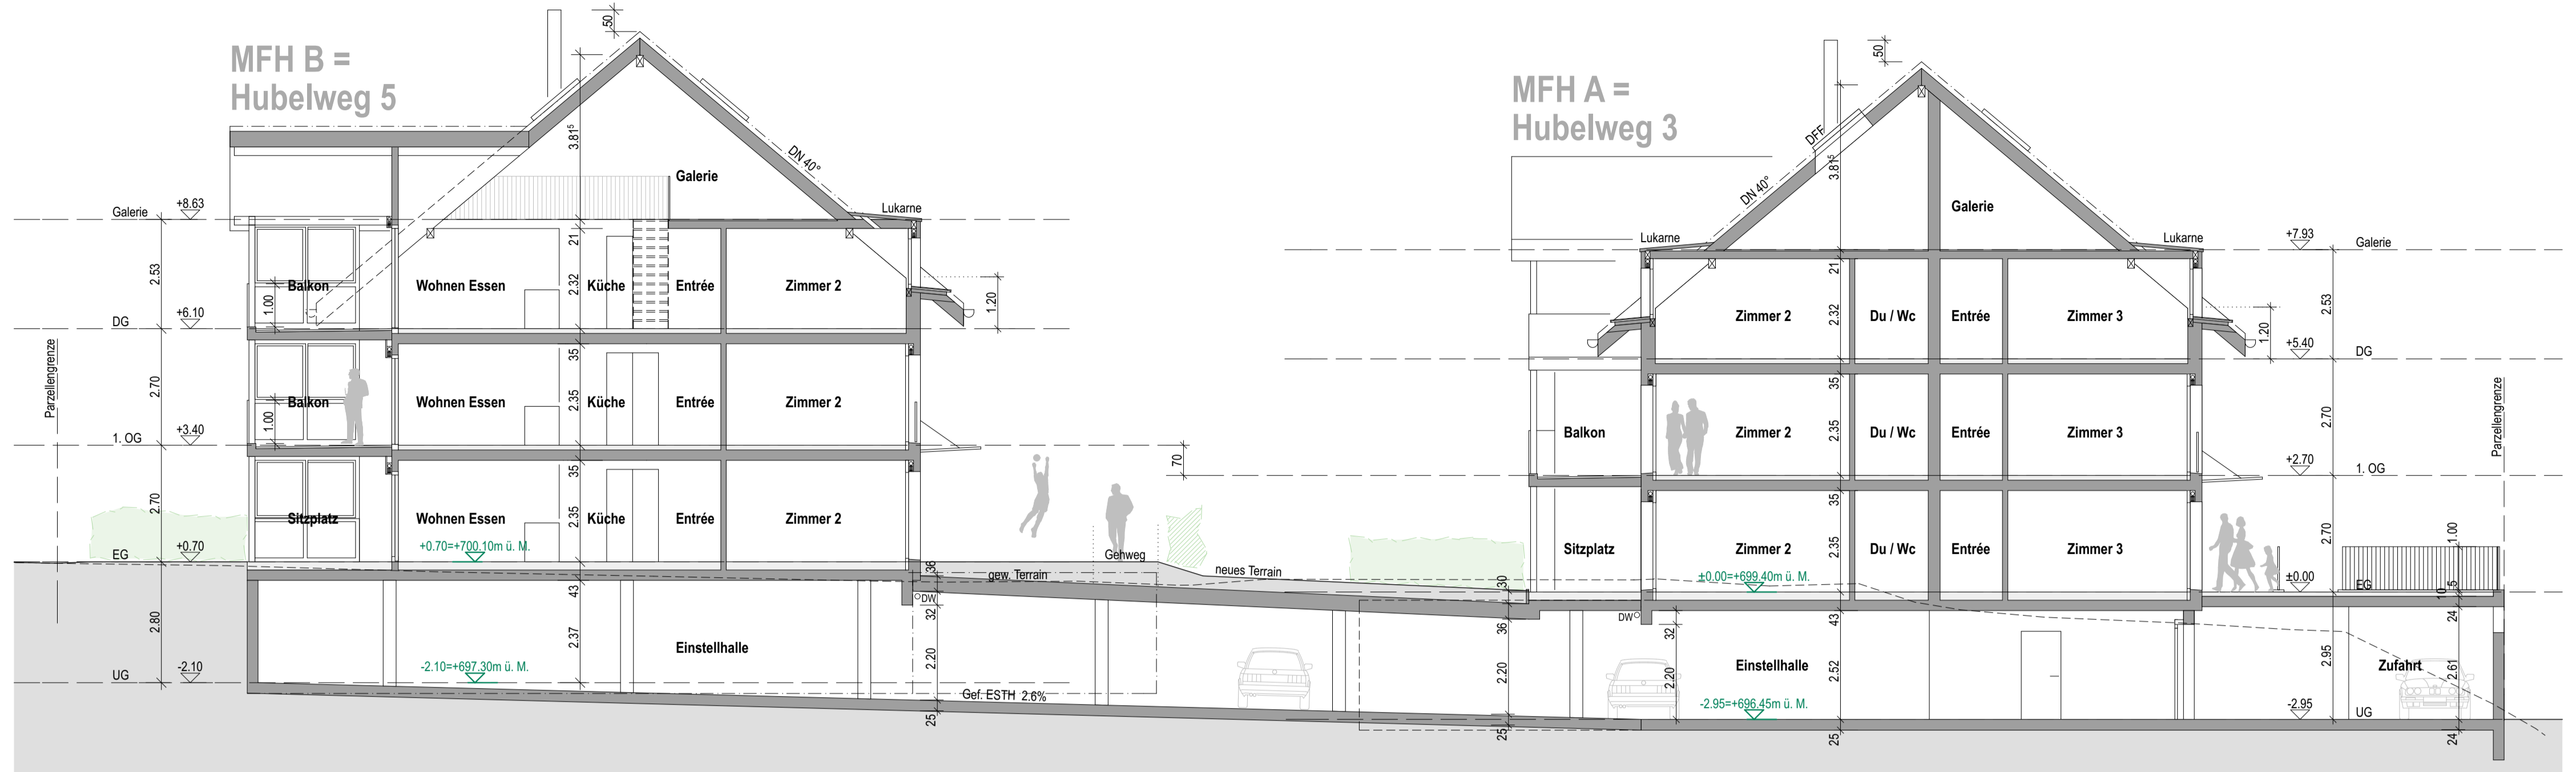 MFH B =
Hubelweg 5
.50
3.81⁵
DN 40°
Galerie
Lukarne
Galerie
+8.63
21
2.53
2.32
Balkon
1.00
Wohnen Essen
Küche
Entrée
Zimmer 2
1.20
DG
+6.10
35
2.70
2.35
Balkon
1.00
Wohnen Essen
Küche
Entrée
Zimmer 2
Parzellengrenze
1. OG
+3.40
70
35
2.70
2.35
Sitzplatz
Wohnen Essen
Küche
Entrée
Zimmer 2
+0.70=+700.10m ü. M.
EG
+0.70
Gehweg
gew. Terrain
neues Terrain
36
43
DW
32
2.80
2.37
2.20
Einstellhalle
-2.10=+697.30m ü. M.
UG
-2.10
Gef. ESTH 2.6%
25
MFH A =
Hubelweg 3
.50
DFF
3.81⁵
DN 40°
Galerie
Lukarne
Lukarne
+7.93
Galerie
21
2.32
2.53
Zimmer 2
Du / Wc
Entrée
Zimmer 3
1.20
+5.40
DG
35
2.35
2.70
Balkon
Zimmer 2
Du / Wc
Entrée
Zimmer 3
Parzellengrenze
+2.70
1. OG
35
2.35
2.70
Sitzplatz
Zimmer 2
Du / Wc
Entrée
Zimmer 3
1.00
±0.00=+699.40m ü. M.
±0.00
EG
30
10.5
36
DW
32
43
24
2.20
2.20
Einstellhalle
2.52
2.95
Zufahrt
2.61
-2.95=+696.45m ü. M.
-2.95
UG
25
25
24